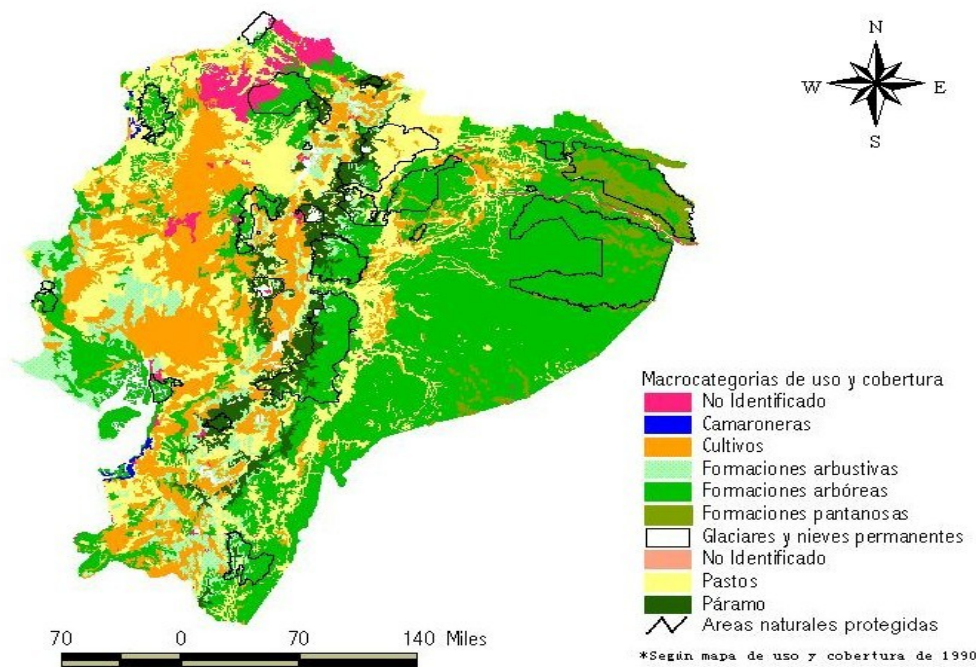 N
W E
S
Macrocategorias de uso y cobertura
No Identificado
Camaroneras
Cultivos
Formaciones arbustivas
Formaciones arbóreas
Formaciones pantanosas
Glaciares y nieves permanentes
No Identificado
Pastos
Páramo
Areas naturales protegidas
70 0 70 140 Miles
*Según mapa de uso y cobertura de 1990